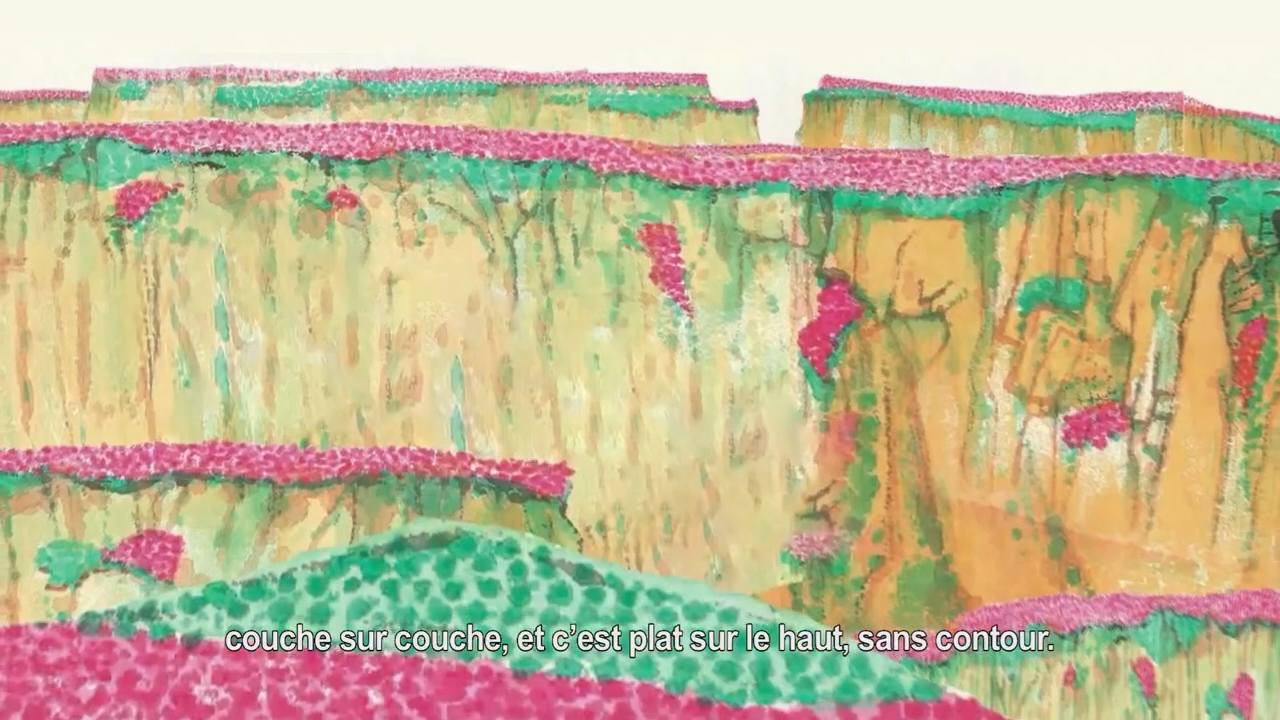 couche sur couche, et c’est plat sur le haut, sans contour.